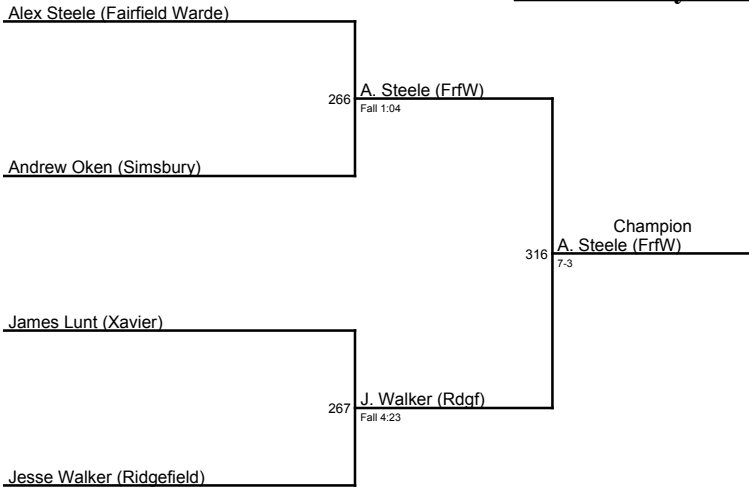 Alex Steele (Fairfield Warde)
266
A. Steele (FrfW)
Fall 1:04
Andrew Oken (Simsbury)
Champion
316
A. Steele (FrfW)
7-3
James Lunt (Xavier)
267
J. Walker (Rdgf)
Fall 4:23
Jesse Walker (Ridgefield)